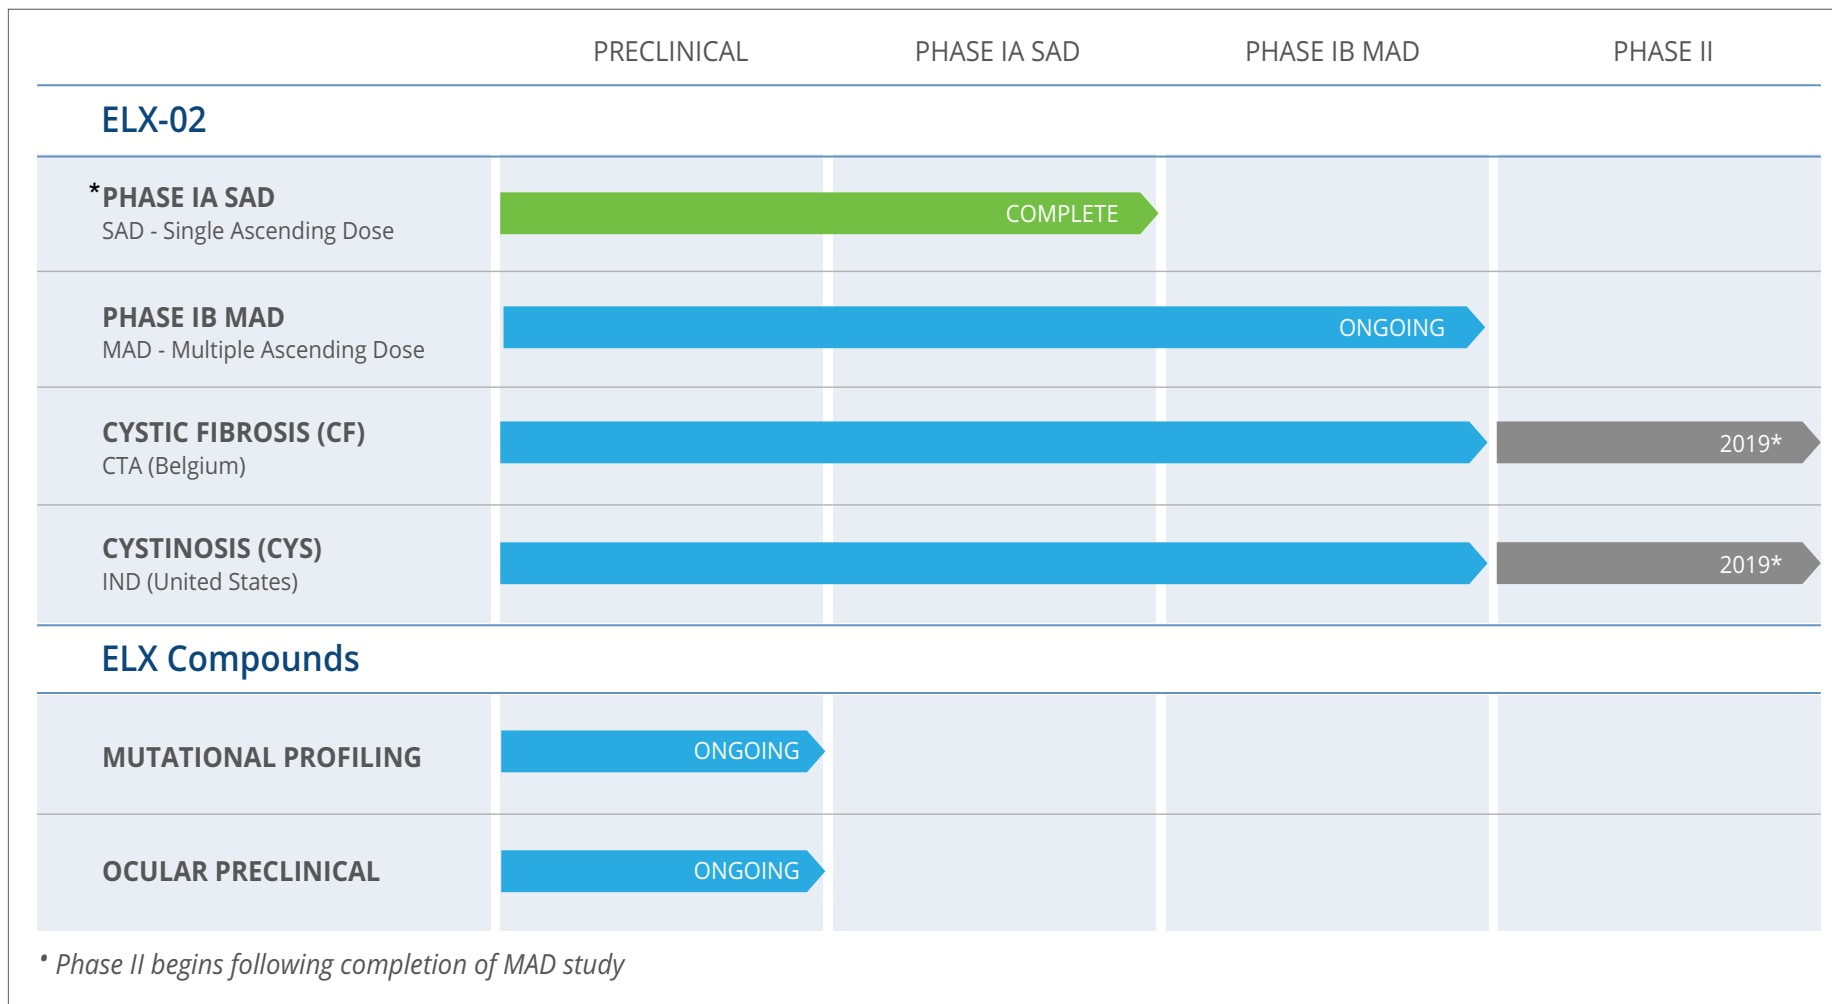 PRECLINICAL PHASE IA SAD PHASE IB MAD PHASE II
ELX-02
*PHASE IA SAD
SAD - Single Ascending Dose
COMPLETE
PHASE IB MAD
MAD - Multiple Ascending Dose
ONGOING
CYSTIC FIBROSIS (CF)
CTA (Belgium)
2019*
CYSTINOSIS (CYS)
IND (United States)
2019*
ELX Compounds
MUTATIONAL PROFILING
ONGOING
OCULAR PRECLINICAL
ONGOING
* Phase II begins following completion of MAD study